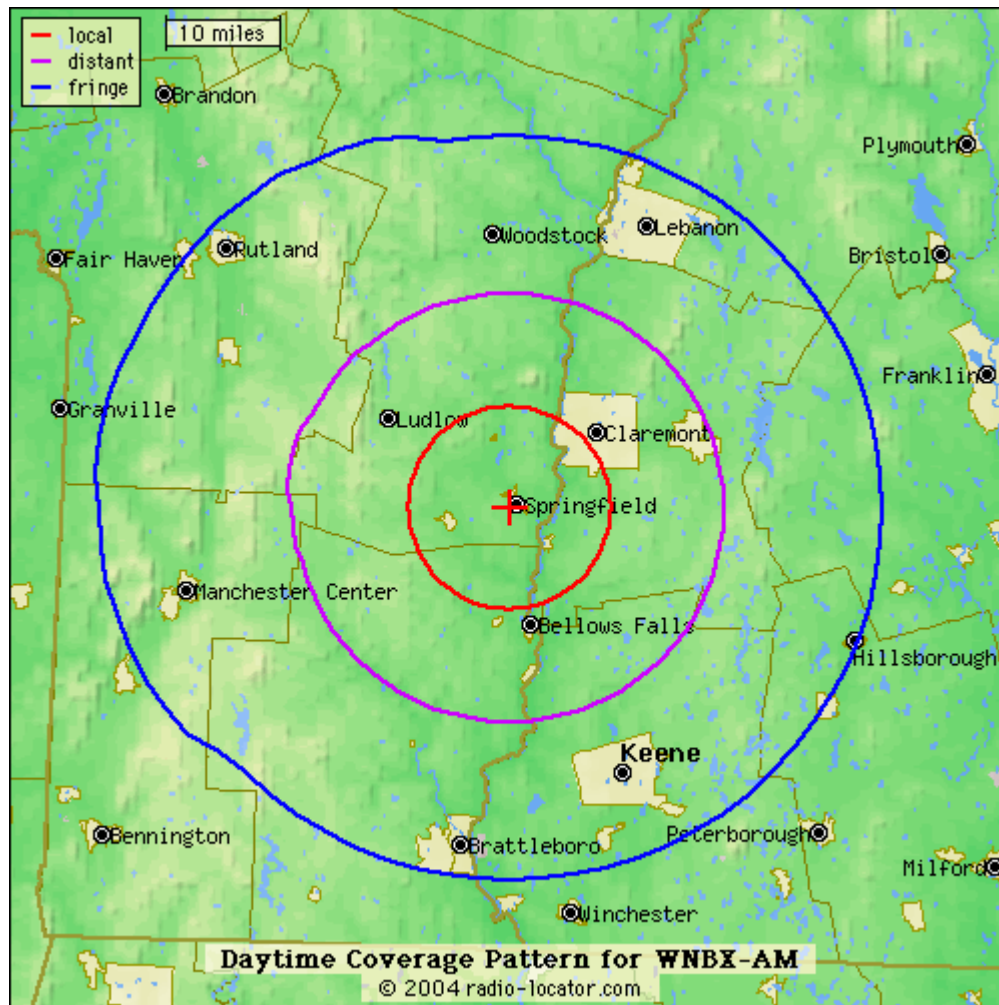 local
distant
fringe
10 miles
Brandon
Plymouth
Woodstock
Lebanon
Rutland
Fair Haven
Bristol
Franklin
Granville
Ludlow
Claremont
Springfield
Manchester Center
Bellows Falls
Hillsborough
Keene
Bennington
Brattleboro
Peterborough
Milford
Winchester
Daytime Coverage Pattern for WNBX-AM
© 2004 radio-locator.com